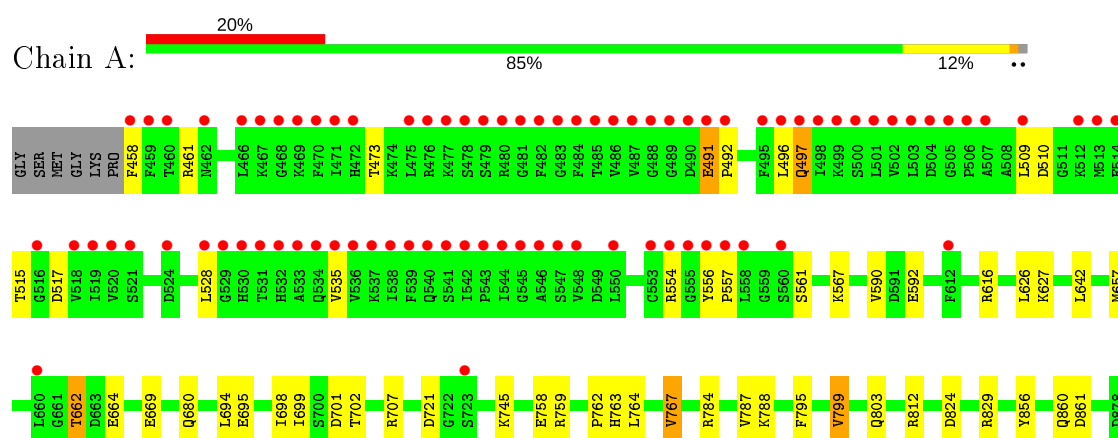 20%
Chain A:
85% 12%
GLY SER MET GLY LYS PRO F458 F459 T460 R461 N462 L466 K467 G468 K469 F470 I471 H472 T473 K474 L475 R476 K477 S478 S479 R480 G481 F482 G483 F484 T485 V486 V487 G488 G489 D490 E491 P492 F495 L496 Q497 I498 K499 S500 L501 V502 L503 D504 G505 P506 A507 A508 L509 D510 G511 K512 M513
T515 G516 D517 V518 I519 V520 S521 D524 L528 G529 H530 T531 H532 A533 Q534 V535 V536 K537 I538 F539 Q540 S541 I542 P543 I544 G545 A546 S547 V548 D549 L550 C553 R554 G555 Y556 P557 L558 G559 S560 S561 K567 V590 D591 E592 F612 R616 L626 K627 L642 M657
L660 G661 T662 D663 E664 E669 Q680 L694 E695 I698 I699 S700 D701 T702 R707 D721 G722 S723 K745 E758 R759 P762 H763 L764 V767 R784 V787 K788 F795 V799 Q803 R812 D824 R829 Y856 Q860 D861